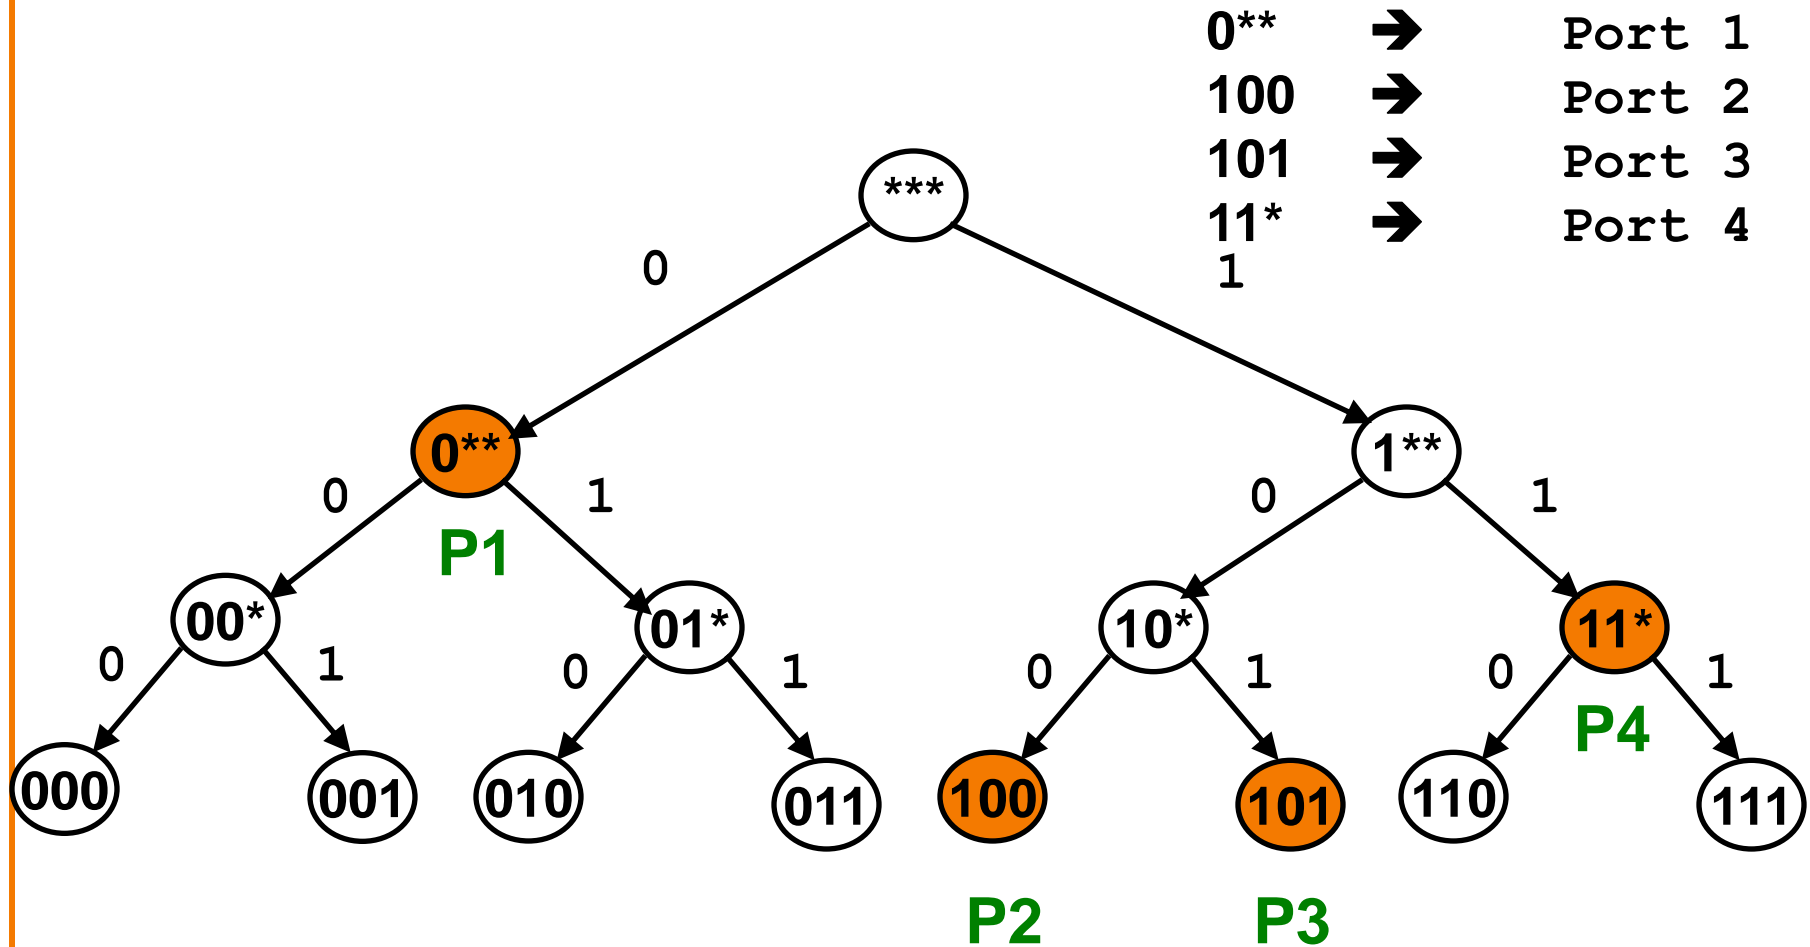 0** ➔ Port 1
100 ➔ Port 2
101 ➔ Port 3
11* ➔ Port 4
***
0 1
0** 1**
0 1 0 1
P1
00* 01* 10* 11*
0 1 0 1 0 1 0 1
P4
000 001 010 011 100 101 110 111
P2 P3